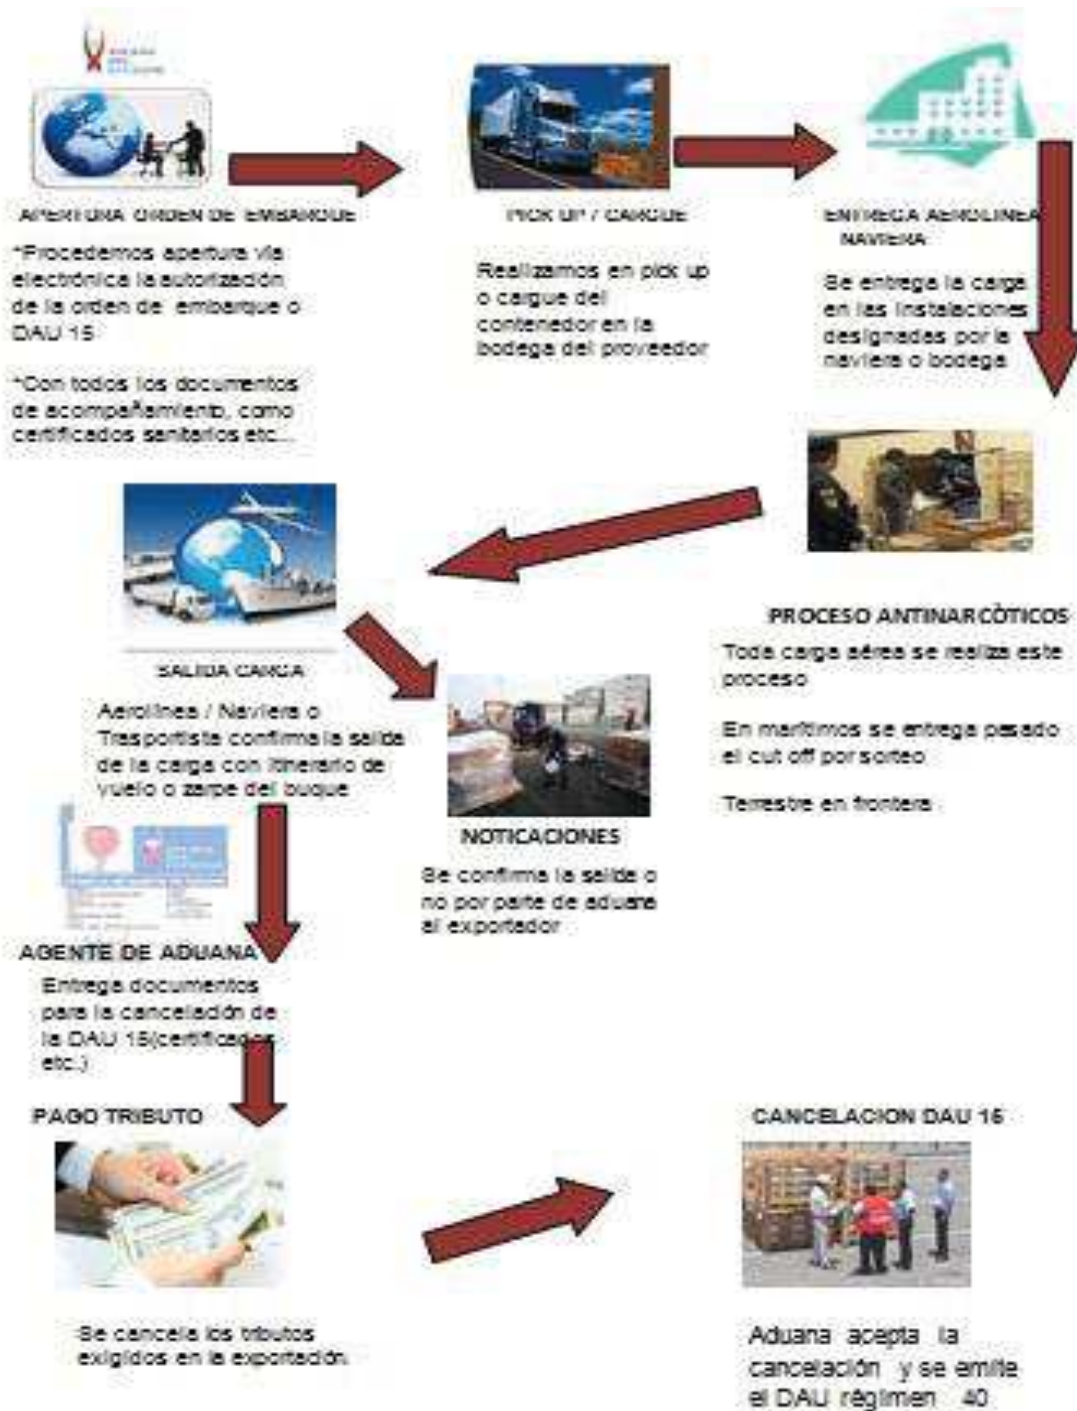 APERTURA ORDEN DE EMBARQUE
*Procedemos apertura vía
electrónica la autorización
de la orden de embarque o
DAU 15
*Con todos los documentos
de acompañamiento, como
certificados sanitarios etc...
PICK UP / CARGUE
Realizamos en pick up
o cargue del
contenedor en la
bodega del proveedor
ENTREGA AEROLINEA
NAVIERA
Se entrega la carga
en las instalaciones
designadas por la
naviera o bodega
PROCESO ANTINARCÒTICOS
Toda carga aérea se realiza este
proceso
En marítimos se entrega pasado
el cut off por sorteo
Terrestre en frontera
SALIDA CARGA
Aerolínea / Naviera o
Trasportista confirma la salida
de la carga con itinerario de
vuelo o zarpe del buque
NOTICACIONES
Se confirma la salida o
no por parte de aduana
al exportador
AGENTE DE ADUANA
Entrega documentos
para la cancelación de
la DAU 15(certificados
etc.)
PAGO TRIBUTO
Se cancela los tributos
exigidos en la exportación.
CANCELACION DAU 15
Aduana acepta la
cancelación y se emite
el DAU régimen 40